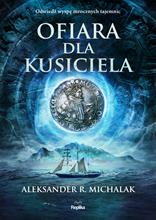 Odwiedź wyspę mrocznych tajemnic
OFIARA
DLA
KUSICIELA
ALEKSANDER R. MICHALAK
Replika